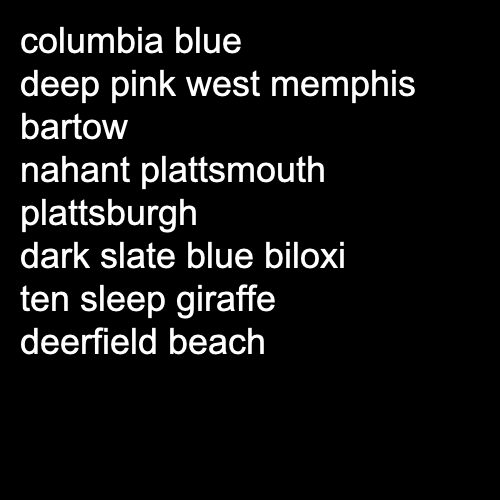 columbia blue
deep pink west memphis
bartow
nahant plattsmouth
plattsburgh
dark slate blue biloxi
ten sleep giraffe
deerfield beach